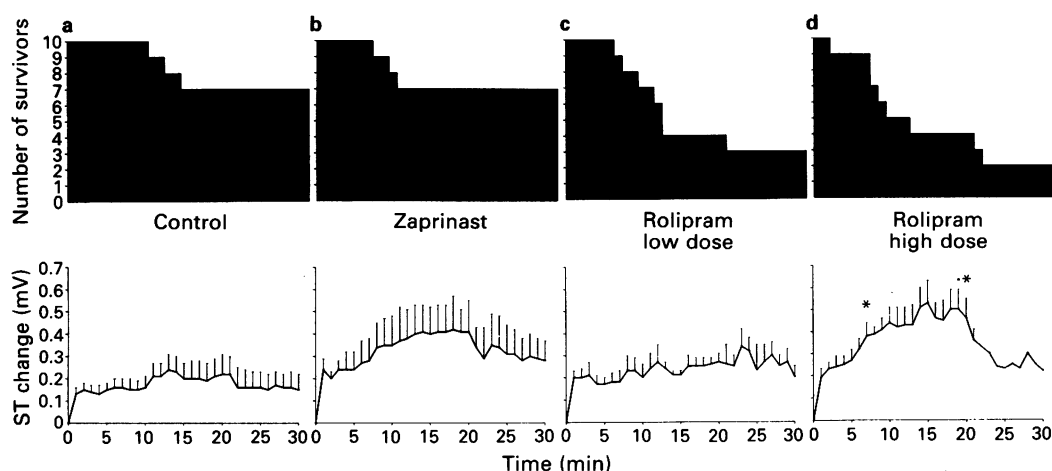 a b c d
Number of survivors
10
9
8
7
6
5
4
3
2
1
0
Control Zaprinast Rolipram Rolipram
low dose high dose
ST change (mV)
0.7
0.6
0.5
0.4
0.3
0.2
0.1
0
* *
0 5 10 15 20 25 30 0 5 10 15 20 25 30 0 5 10 15 20 25 30 0 5 10 15 20 25 30
Time (min)